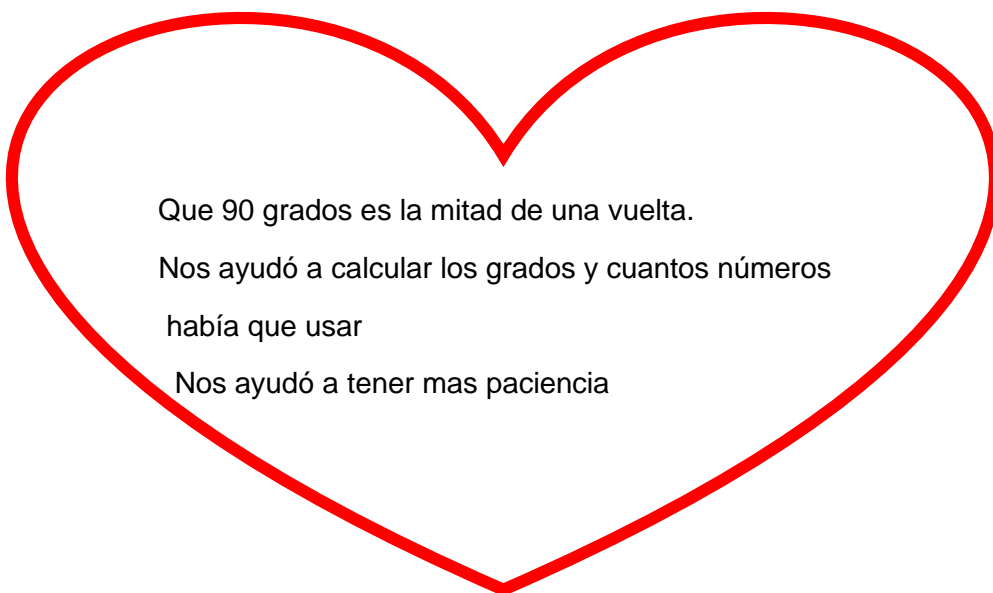 Que 90 grados es la mitad de una vuelta.
Nos ayudó a calcular los grados y cuantos números
había que usar
Nos ayudó a tener mas paciencia